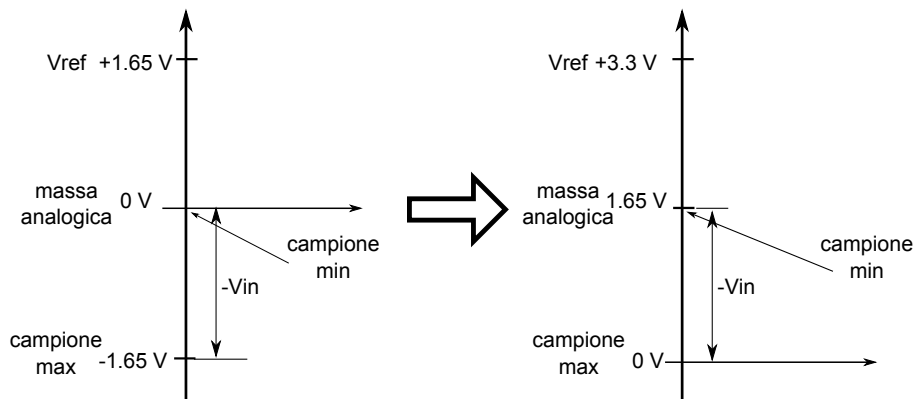 Vref +1.65 V
massa
analogica
0 V
campione
min
-Vin
campione
max
-1.65 V
Vref +3.3 V
massa
analogica
1.65 V
campione
min
-Vin
campione
max
0 V